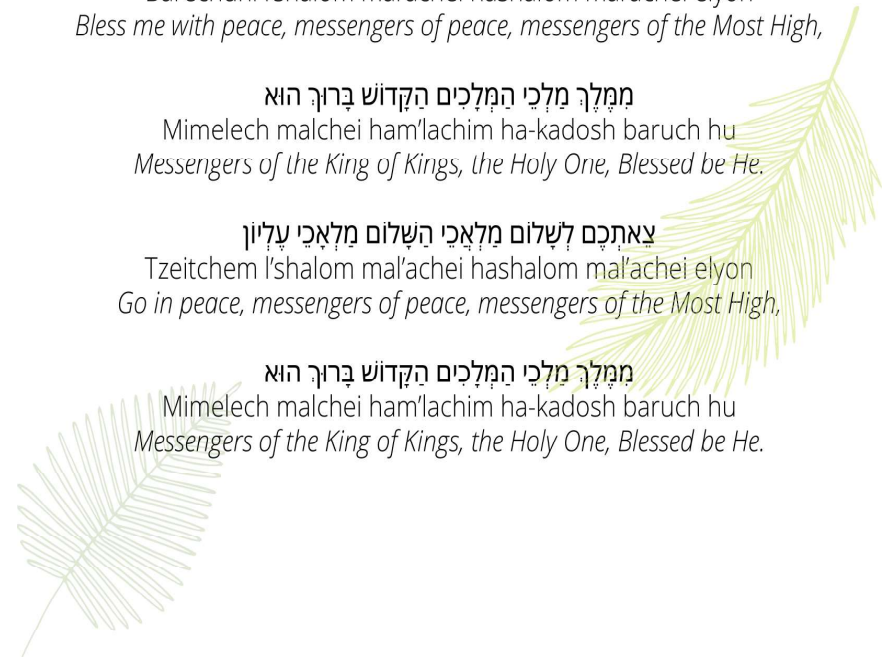 Bless me with peace, messengers of peace, messengers of the Most High,
מִמֶּלֶךְ מַלְכֵי הַמְּלָכִים הַקָּדוֹשׁ בָּרוּךְ הוּא
Mimelech malchei ham’lachim ha-kadosh baruch hu
Messengers of the King of Kings, the Holy One, Blessed be He.
צֵאתְכֶם לְשָׁלוֹם מַלְאֲכֵי הַשָּׁלוֹם מַלְאָכֵי עֶלְיוֹן
Tzeitchem l’shalom mal’achei hashalom mal’achei elyon
Go in peace, messengers of peace, messengers of the Most High,
מִמֶּלֶךְ מַלְכֵי הַמְּלָכִים הַקָּדוֹשׁ בָּרוּךְ הוּא
Mimelech malchei ham’lachim ha-kadosh baruch hu
Messengers of the King of Kings, the Holy One, Blessed be He.